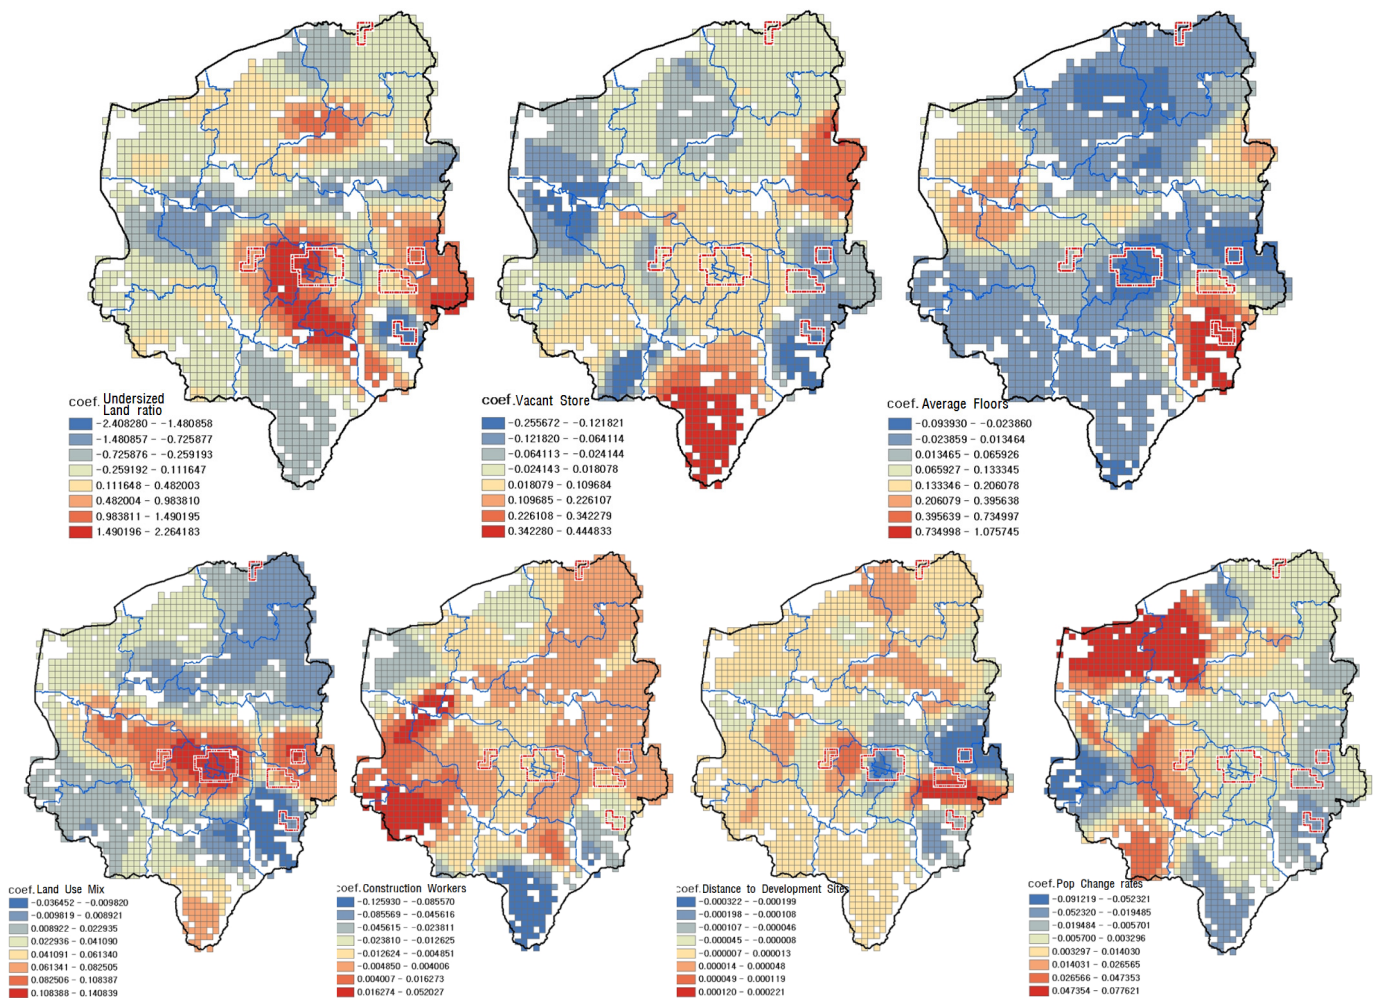 coef. Undersized
Land ratio
-2.408280 - -1.480858
-1.480857 - -0.725877
-0.725876 - -0.259193
-0.259192 - 0.111647
0.111648 - 0.482003
0.482004 - 0.983810
0.983811 - 1.490195
1.490196 - 2.264183
coef.Vacant Store
-0.255672 - -0.121821
-0.121820 - -0.064114
-0.064113 - -0.024144
-0.024143 - 0.018078
0.018079 - 0.109684
0.109685 - 0.226107
0.226108 - 0.342279
0.342280 - 0.444833
coef. Average Floors
-0.093930 - -0.023860
-0.023859 - 0.013464
0.013465 - 0.065926
0.065927 - 0.133345
0.133346 - 0.206078
0.206079 - 0.395638
0.395639 - 0.734997
0.734998 - 1.075745
coef.Land Use Mix
-0.036452 - -0.009820
-0.009819 - 0.008921
0.008922 - 0.022935
0.022936 - 0.041090
0.041091 - 0.061340
0.061341 - 0.082505
0.082506 - 0.108387
0.108388 - 0.140839
coef.Construction Workers
-0.125930 - -0.085570
-0.085569 - -0.045616
-0.045615 - -0.023811
-0.023810 - -0.012625
-0.012624 - -0.004851
-0.004850 - 0.004006
0.004007 - 0.016273
0.016274 - 0.052027
coef.Distance to Development Sites
-0.000322 - -0.000199
-0.000198 - -0.000108
-0.000107 - -0.000046
-0.000045 - -0.000008
-0.000007 - 0.000013
0.000014 - 0.000048
0.000049 - 0.000119
0.000120 - 0.000221
coef.Pop Change rates
-0.091219 - -0.052321
-0.052320 - -0.019485
-0.019484 - -0.005701
-0.005700 - 0.003296
0.003297 - 0.014030
0.014031 - 0.026565
0.026566 - 0.047353
0.047354 - 0.077621